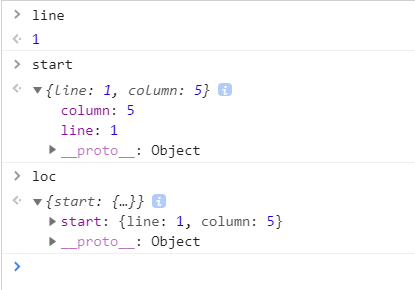 line
1
start
{line: 1, column: 5} i
column: 5
line: 1
__proto__: Object
loc
{start: {…}} i
start: {line: 1, column: 5}
__proto__: Object